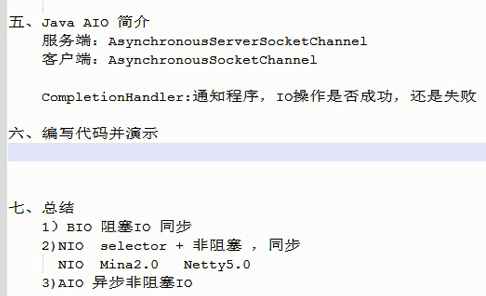 五、Java AIO 简介
服务端：AsynchronousServerSocketChannel
客户端：AsynchronousSocketChannel
CompletionHandler:通知程序，IO操作是否成功，还是失败
六、编写代码并演示
七、总结
1）BIO 阻塞IO 同步
2)NIO selector + 非阻塞 ，同步
NIO Mina2.0 Netty5.0
3)AIO 异步非阻塞IO